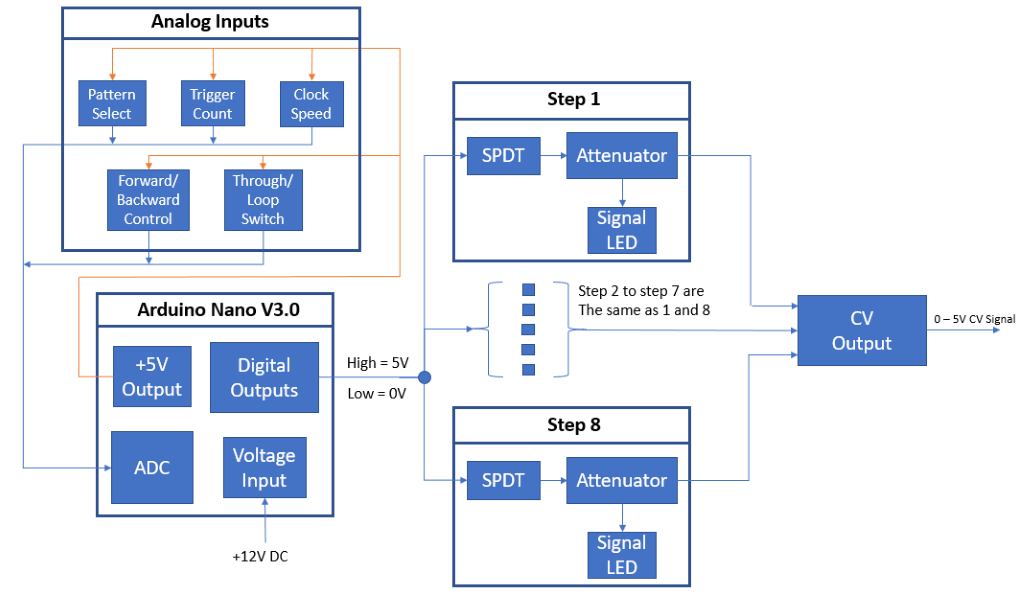 Analog Inputs
Pattern
Select
Trigger
Count
Clock
Speed
Forward/
Backward
Control
Through/
Loop
Switch
Arduino Nano V3.0
+5V
Output
Digital
Outputs
ADC
Voltage
Input
+12V DC
High = 5V
Low = 0V
Step 1
SPDT
Attenuator
Signal
LED
Step 2 to step 7 are
The same as 1 and 8
Step 8
SPDT
Attenuator
Signal
LED
CV
Output
0 – 5V CV Signal